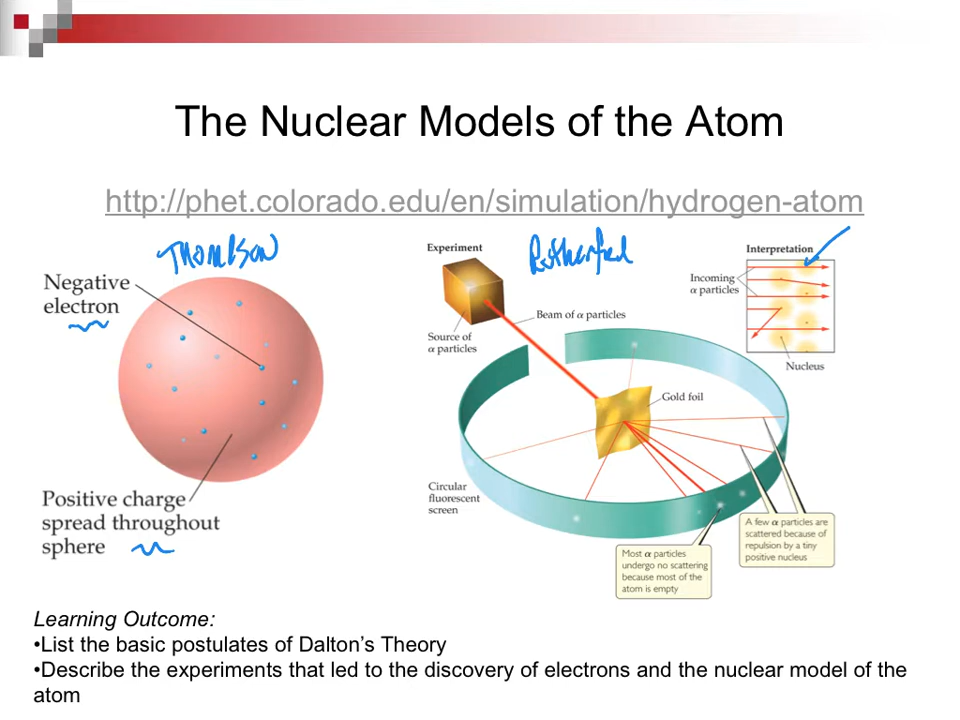 The Nuclear Models of the Atom
http://phet.colorado.edu/en/simulation/hydrogen-atom
Thompson
Negative
electron
Positive charge
spread throughout
sphere
Rutherford
Experiment
Source of
α particles
Beam of α particles
Gold foil
Circular
fluorescent
screen
Most α particles
undergo no scattering
because most of the
atom is empty
A few α particles are
scattered because of
repulsion by a tiny
positive nucleus
Interpretation
Incoming
α particles
Nucleus
Learning Outcome:
•List the basic postulates of Dalton’s Theory
•Describe the experiments that led to the discovery of electrons and the nuclear model of the
atom